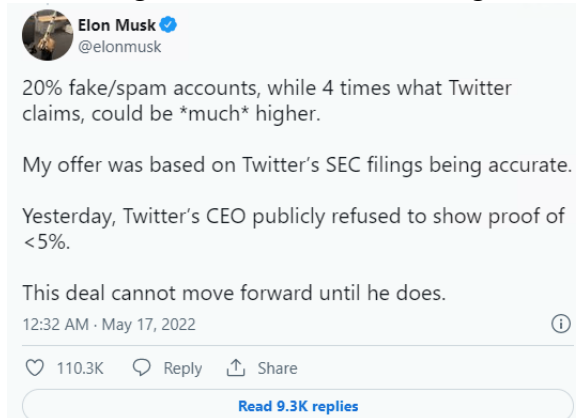 Elon Musk
@elonmusk
20% fake/spam accounts, while 4 times what Twitter
claims, could be *much* higher.
My offer was based on Twitter's SEC filings being accurate.
Yesterday, Twitter's CEO publicly refused to show proof of
<5%.
This deal cannot move forward until he does.
12:32 AM · May 17, 2022
110.3K Reply Share
Read 9.3K replies